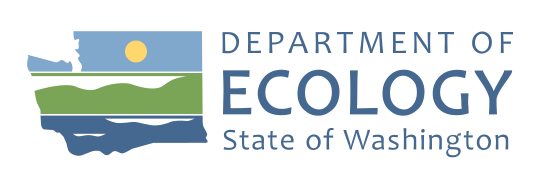 DEPARTMENT OF
ECOLOGY
State of Washington